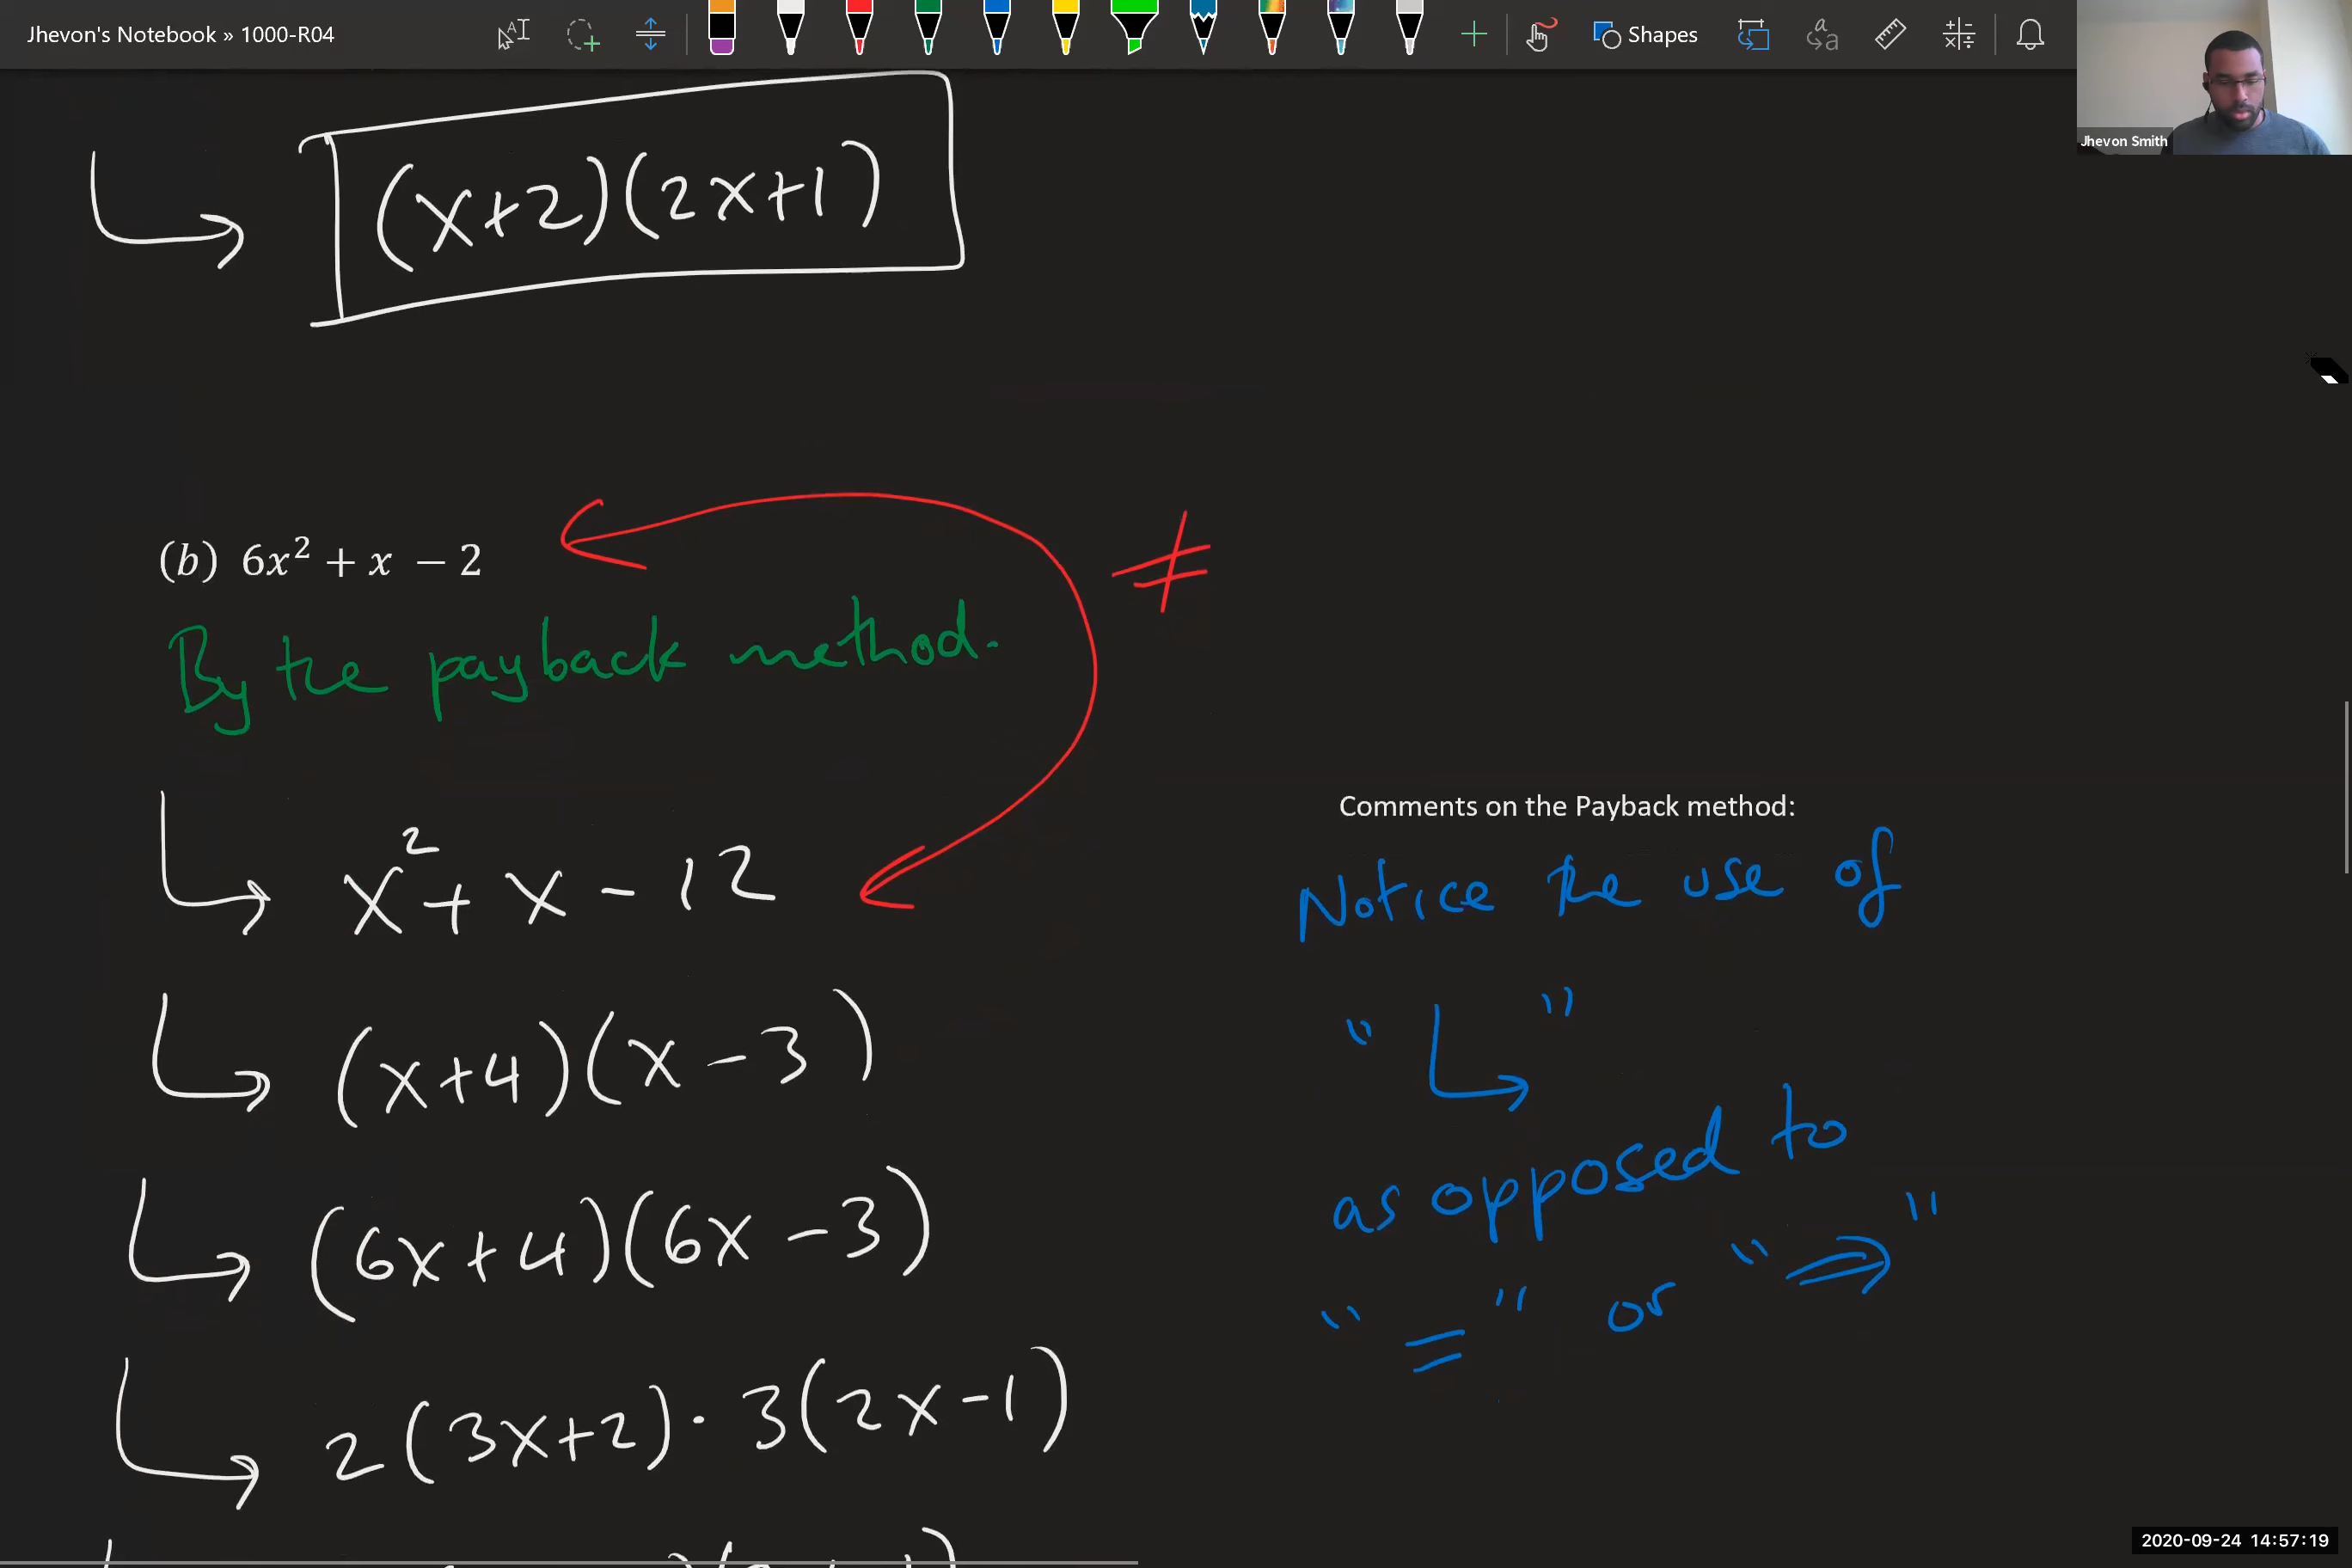 Jhevon's Notebook » 1000-R04
Shapes
Jhevon Smith
(x+2)(2x+1)
(b) 6x² + x − 2
≠
By the payback method.
x² + x − 12
Comments on the Payback method:
Notice the use of
(x+4)(x−3)
"↳"
as opposed to
(6x+4)(6x−3)
"=" or "⇒"
2(3x+2)·3(2x−1)
2020-09-24 14:57:19